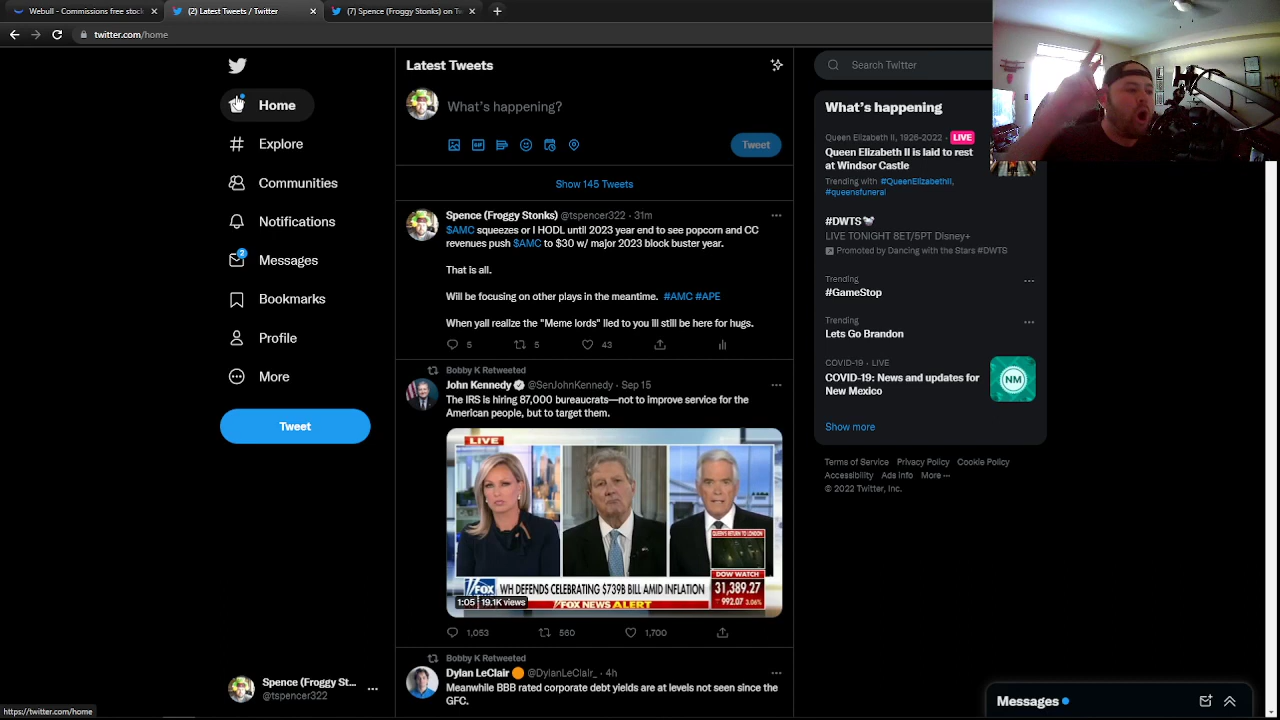 Webull - Commissions free stock
(2) Latest Tweets / Twitter
(7) Spence (Froggy Stonks) on Tw
twitter.com/home
Home
Explore
Communities
Notifications
2
Messages
Bookmarks
Profile
More
Tweet
Spence (Froggy St...
@tspencer322
https://twitter.com/home
Latest Tweets
What's happening?
GIF
Tweet
Show 145 Tweets
Spence (Froggy Stonks) @tspencer322 · 31m
$AMC squeezes or I HODL until 2023 year end to see popcorn and CC
revenues push $AMC to $30 w/ major 2023 block buster year.
That is all.
Will be focusing on other plays in the meantime. #AMC #APE
When yall realize the "Meme lords" lied to you Ill still be here for hugs.
5 5 43
Bobby K Retweeted
John Kennedy @SenJohnKennedy · Sep 15
The IRS is hiring 87,000 bureaucrats—not to improve service for the
American people, but to target them.
LIVE
QUEEN'S RETURN TO LONDON
DOW WATCH
31,389.27
992.07 3.06%
FOX WH DEFENDS CELEBRATING $739B BILL AMID INFLATION
FOX NEWS ALERT
1:05 19.1K views
1,053 560 1,700
Bobby K Retweeted
Dylan LeClair @DylanLeClair_ · 4h
Meanwhile BBB rated corporate debt yields are at levels not seen since the
GFC.
Search Twitter
What's happening
Queen Elizabeth II, 1926-2022 LIVE
Queen Elizabeth II is laid to rest
at Windsor Castle
Trending with #QueenElizabethII,
#queensfuneral
#DWTS
LIVE TONIGHT 8ET/5PT Disney+
Promoted by Dancing with the Stars #DWTS
Trending
#GameStop
Trending
Lets Go Brandon
COVID-19 · LIVE
COVID-19: News and updates for
New Mexico
NM
Show more
Terms of Service Privacy Policy Cookie Policy
Accessibility Ads info More ···
© 2022 Twitter, Inc.
Messages